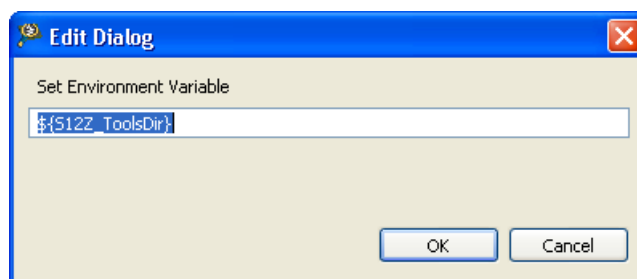 Edit Dialog
Set Environment Variable
${S12Z_ToolsDir}
OK
Cancel